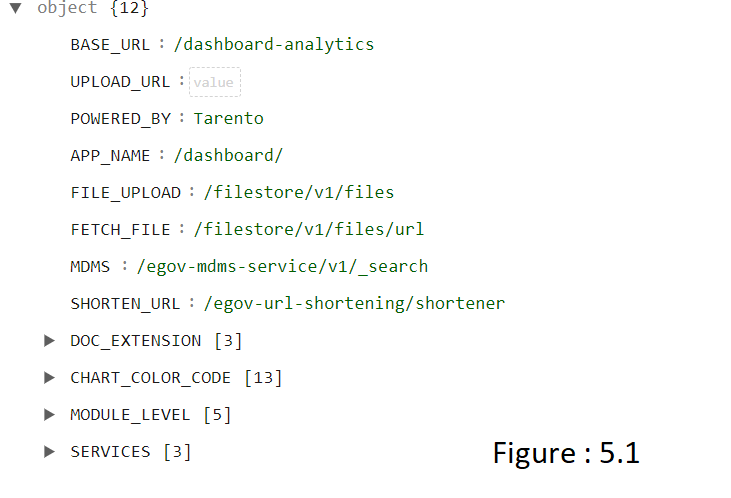 object {12}
BASE_URL : /dashboard-analytics
UPLOAD_URL : value
POWERED_BY : Tarento
APP_NAME : /dashboard/
FILE_UPLOAD : /filestore/v1/files
FETCH_FILE : /filestore/v1/files/url
MDMS : /egov-mdms-service/v1/_search
SHORTEN_URL : /egov-url-shortening/shortener
DOC_EXTENSION [3]
CHART_COLOR_CODE [13]
MODULE_LEVEL [5]
SERVICES [3]
Figure : 5.1